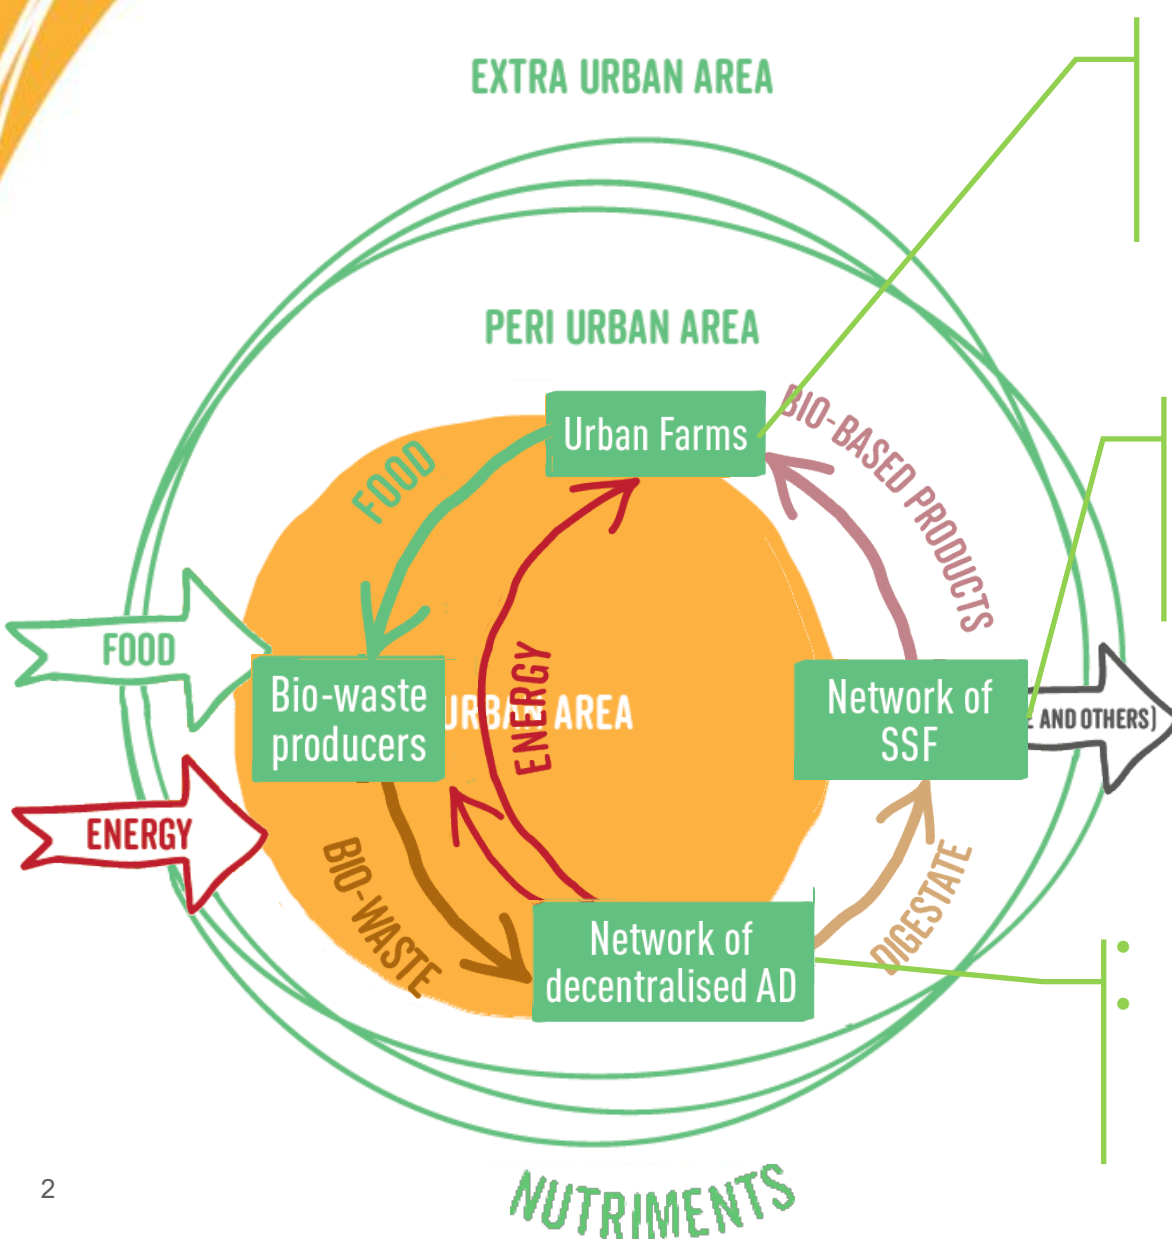 EXTRA URBAN AREA
PERI URBAN AREA
Urban Farms
BIO-BASED PRODUCTS
FOOD
FOOD
Bio-waste
producers
URBAN AREA
ENERGY
Network of
SSF
AND OTHERS)
ENERGY
BIO-WASTE
DIGESTATE
Network of
decentralised AD
2
NUTRIMENTS